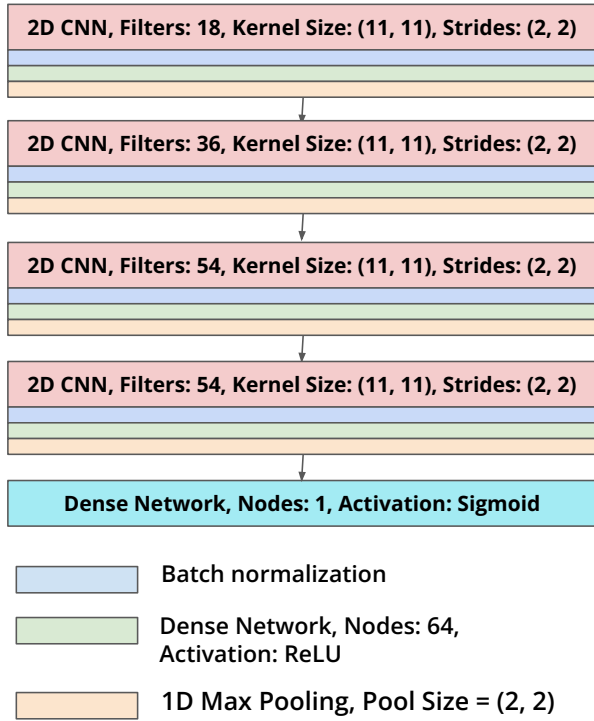 2D CNN, Filters: 18, Kernel Size: (11, 11), Strides: (2, 2)
2D CNN, Filters: 36, Kernel Size: (11, 11), Strides: (2, 2)
2D CNN, Filters: 54, Kernel Size: (11, 11), Strides: (2, 2)
2D CNN, Filters: 54, Kernel Size: (11, 11), Strides: (2, 2)
Dense Network, Nodes: 1, Activation: Sigmoid
Batch normalization
Dense Network, Nodes: 64,
Activation: ReLU
1D Max Pooling, Pool Size = (2, 2)